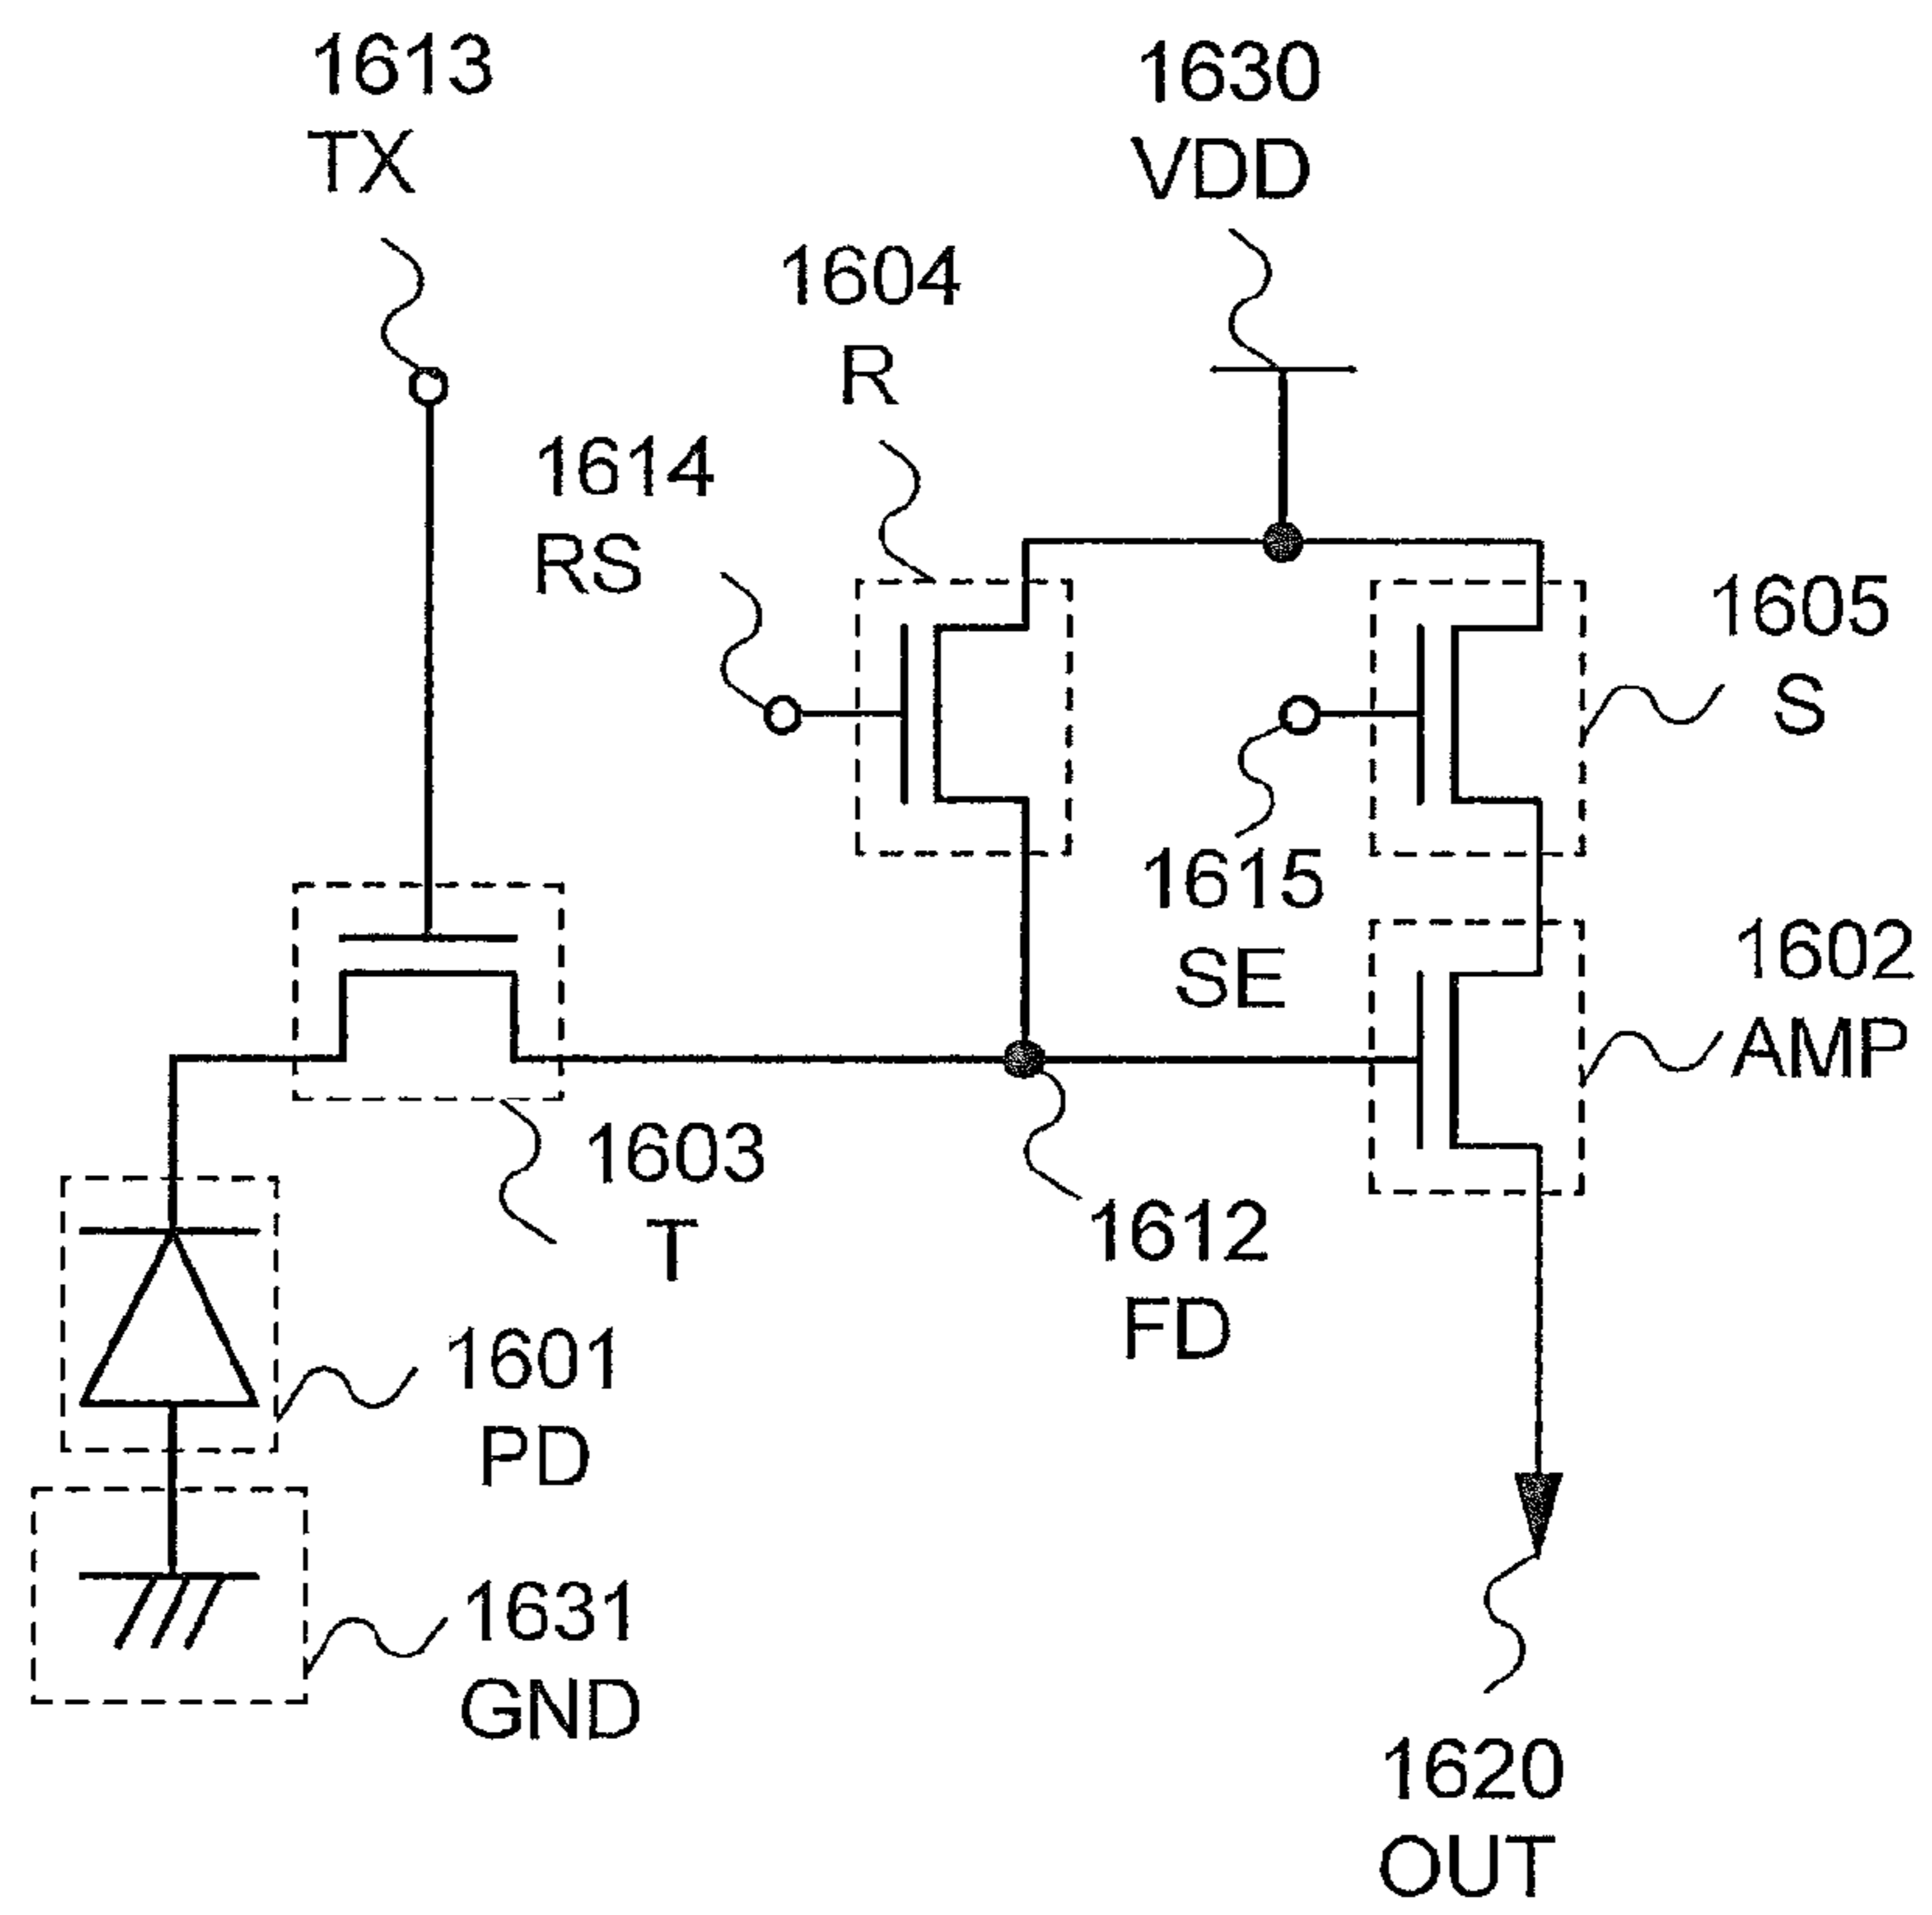 1613
TX
1630
VDD
1604
R
1614
RS
1605
S
1615
SE
1602
AMP
1603
T
1612
FD
1601
PD
1631
GND
1620
OUT